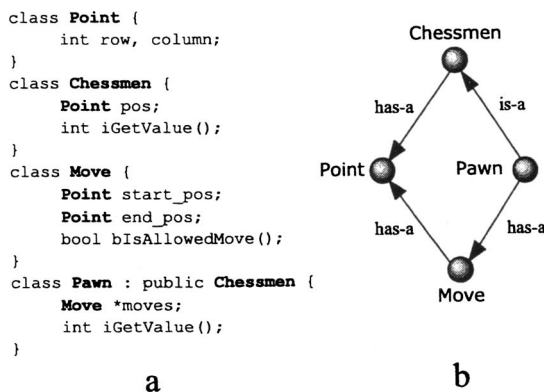 class Point {
int row, column;
}
class Chessmen {
Point pos;
int iGetValue();
}
class Move {
Point start_pos;
Point end_pos;
bool bIsAllowedMove();
}
class Pawn : public Chessmen {
Move *moves;
int iGetValue();
}
a
Chessmen
has-a
is-a
Point
Pawn
has-a
has-a
Move
b